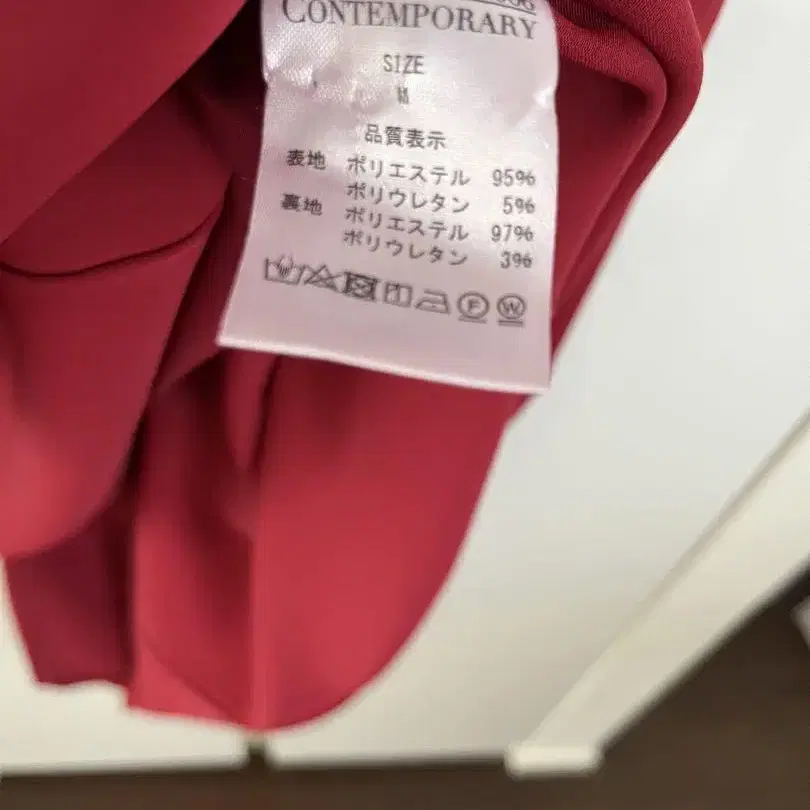 CONTEMPORARY
SIZE
M
品質表示
表地 ポリエステル 95%
ポリウレタン 5%
裏地 ポリエステル 97%
ポリウレタン 3%
F W